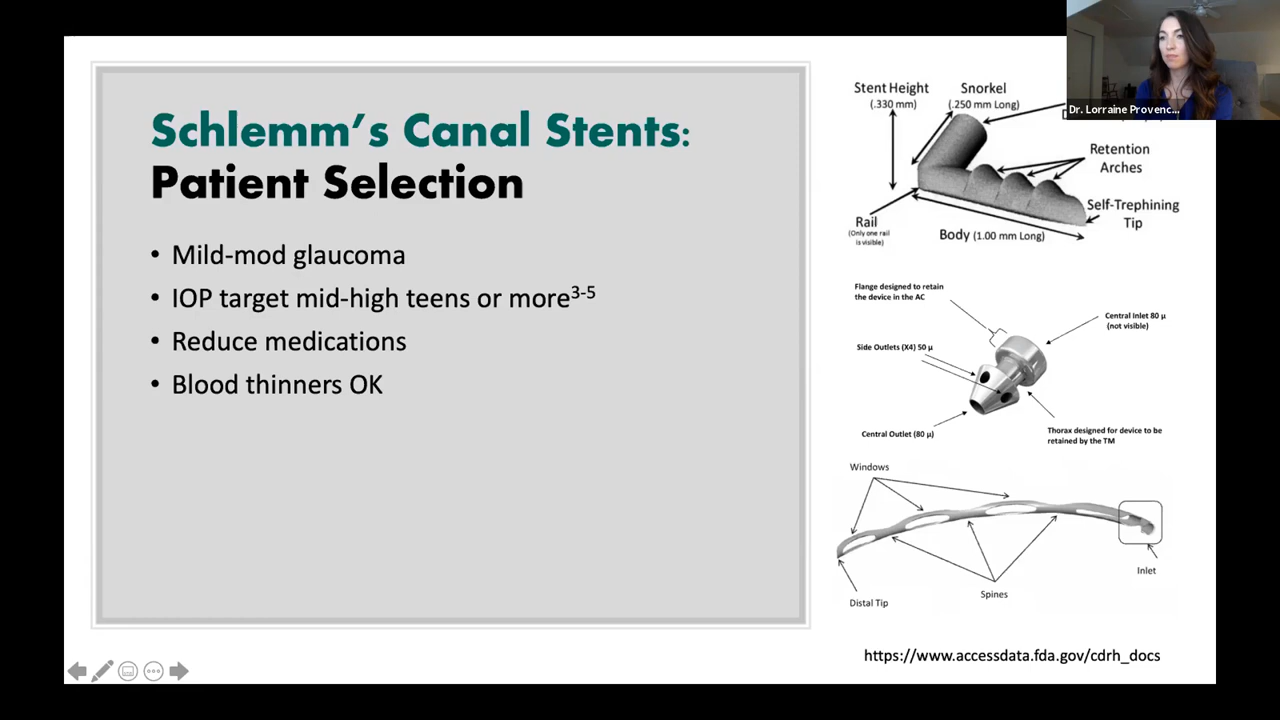 Schlemm's Canal Stents:
Patient Selection
• Mild-mod glaucoma
• IOP target mid-high teens or more3-5
• Reduce medications
• Blood thinners OK
Stent Height
(.330 mm)
Snorkel
(.250 mm Long)
Retention
Arches
Self-Trephining
Tip
Rail
(Only one rail
is visible)
Body (1.00 mm Long)
Flange designed to retain
the device in the AC
Central Inlet 80 µ
(not visible)
Side Outlets (X4) 50 µ
Central Outlet (80 µ)
Thorax designed for device to be
retained by the TM
Windows
Inlet
Spines
Distal Tip
https://www.accessdata.fda.gov/cdrh_docs
Dr. Lorraine Provenc...